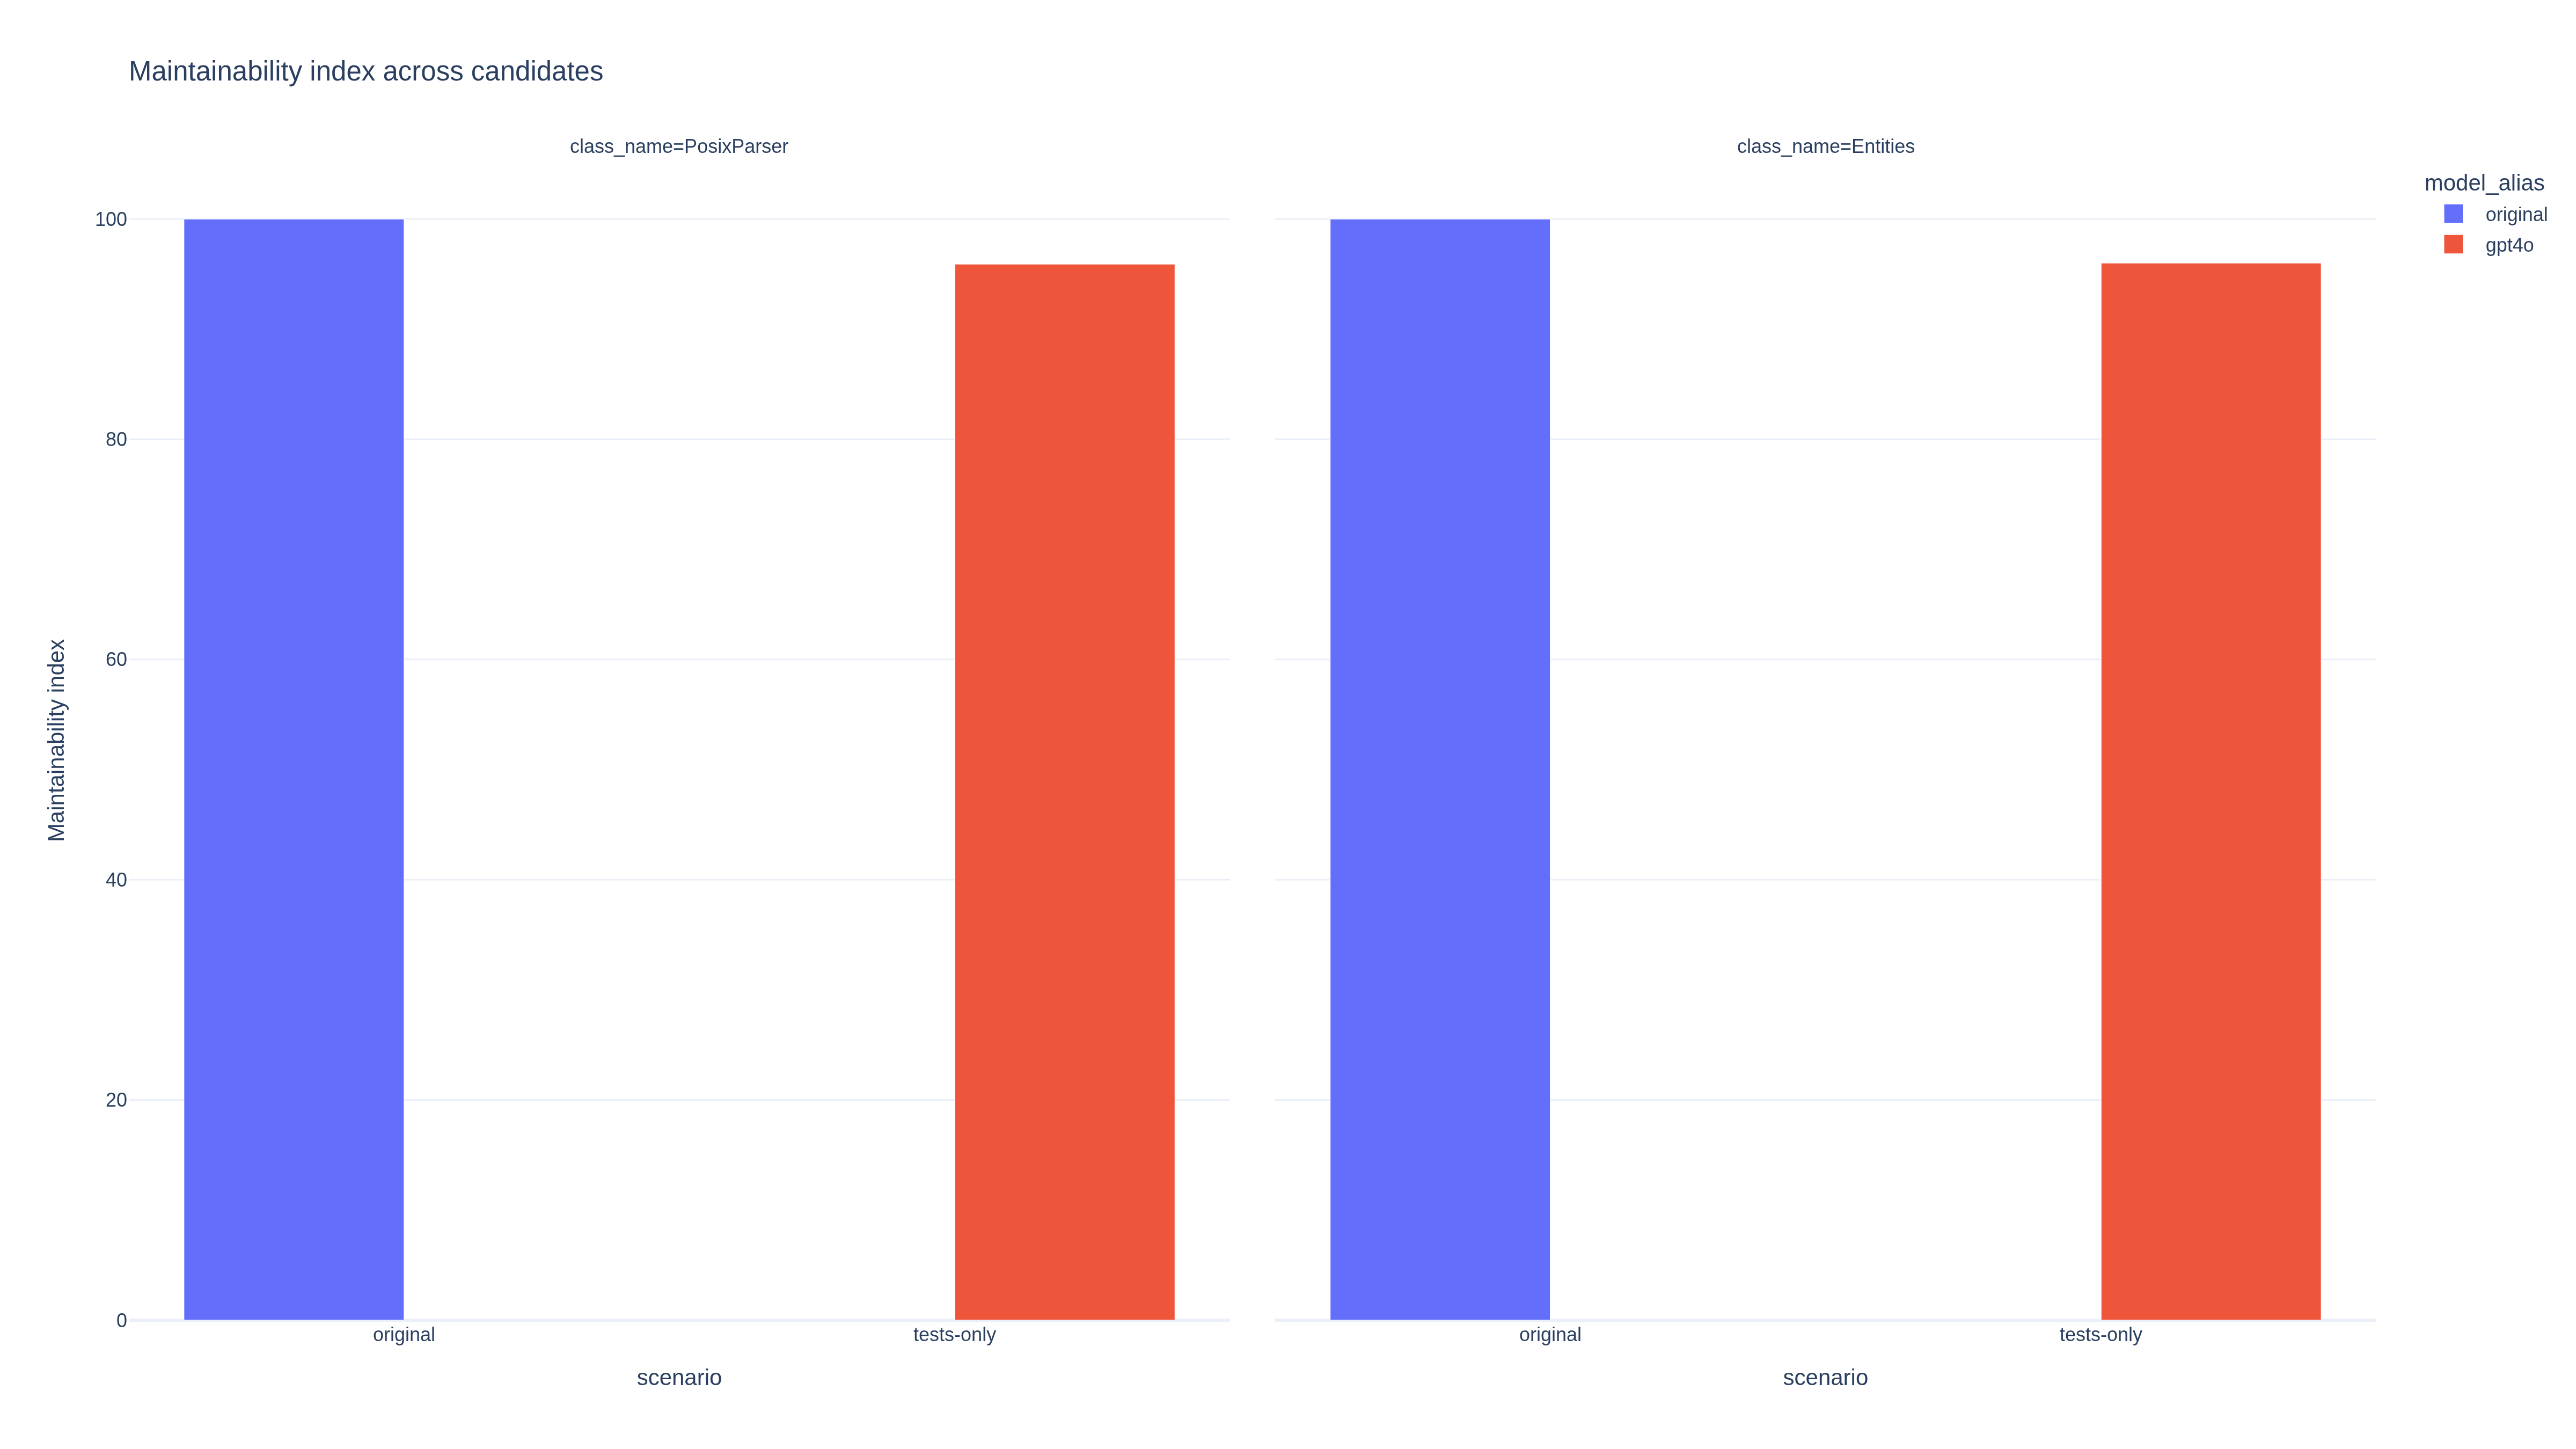 Maintainability index across candidates
class_name=PosixParser
class_name=Entities
model_alias
original
gpt4o
Maintainability index
100
80
60
40
20
0
original
tests-only
original
tests-only
scenario
scenario